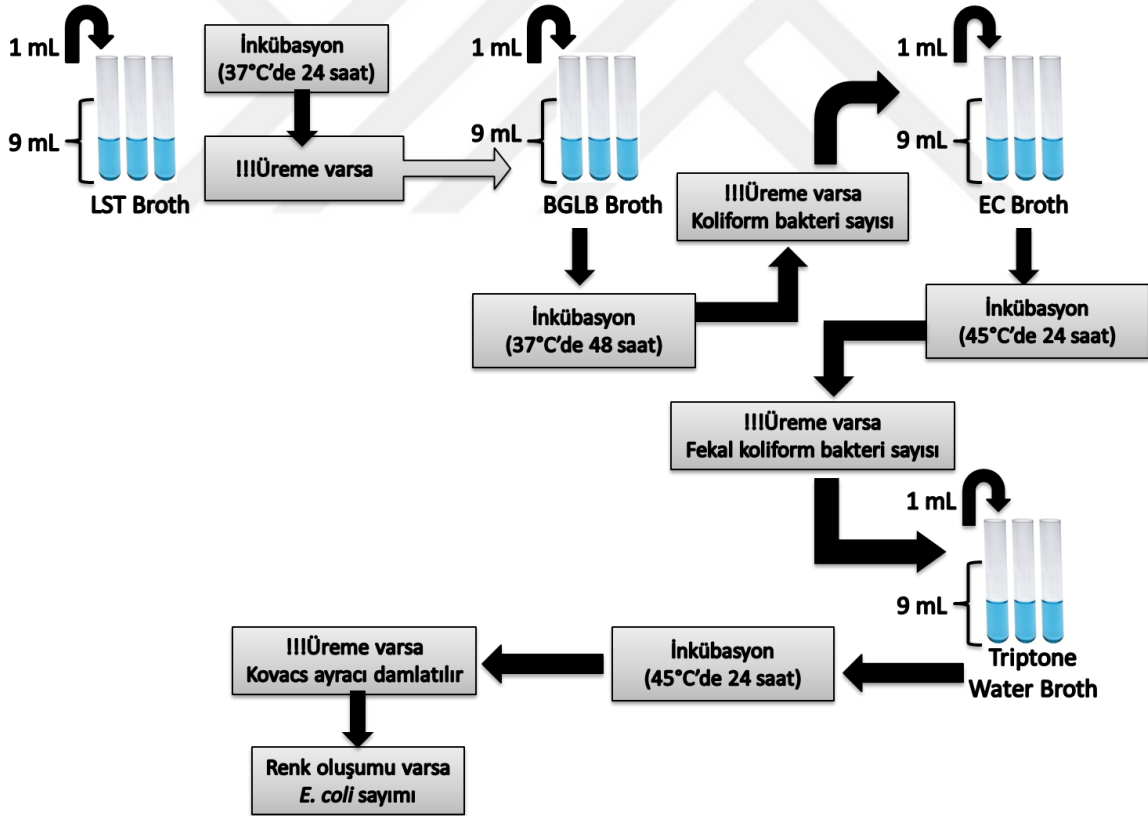 1 mL
9 mL
LST Broth
İnkübasyon
(37°C'de 24 saat)
!!!Üreme varsa
1 mL
9 mL
BGLB Broth
İnkübasyon
(37°C'de 48 saat)
!!!Üreme varsa
Koliform bakteri sayısı
1 mL
9 mL
EC Broth
İnkübasyon
(45°C'de 24 saat)
!!!Üreme varsa
Fekal koliform bakteri sayısı
1 mL
9 mL
Triptone
Water Broth
İnkübasyon
(45°C'de 24 saat)
!!!Üreme varsa
Kovacs ayracı damlatılır
Renk oluşumu varsa
E. coli sayımı